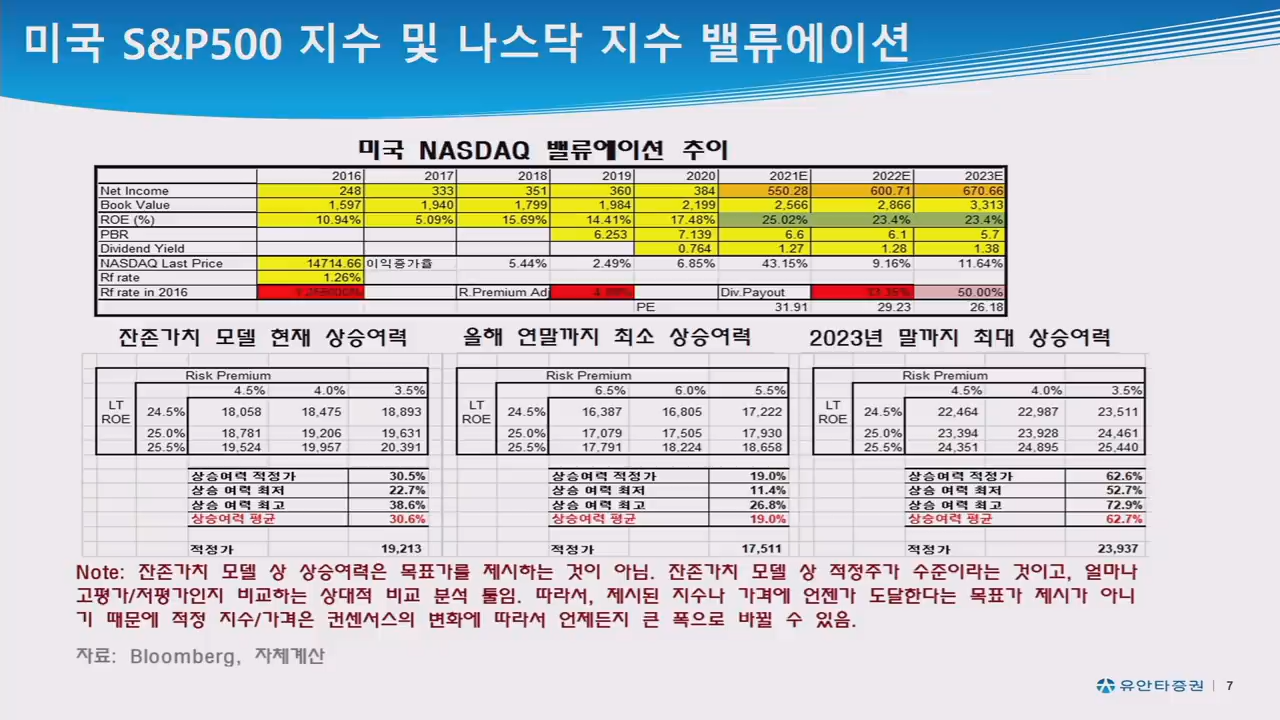 미국 S&P500 지수 및 나스닥 지수 밸류에이션
미국 NASDAQ 밸류에이션 추이
2016 2017 2018 2019 2020 2021E 2022E 2023E
Net Income 248 333 351 360 384 550.28 600.71 670.66
Book Value 1,597 1,940 1,799 1,984 2,199 2,566 2,866 3,313
ROE (%) 10.94% 5.09% 15.69% 14.41% 17.48% 25.02% 23.4% 23.4%
PBR 6.253 7.139 6.6 6.1 5.7
Dividend Yield 0.764 1.27 1.28 1.38
NASDAQ Last Price 14714.66 이익증가율 5.44% 2.49% 6.85% 43.15% 9.16% 11.64%
Rf rate 1.26%
Rf rate in 2016 R.Premium Adj Div.Payout 50.00%
PE 31.91 29.23 26.18
잔존가치 모델 현재 상승여력 올해 연말까지 최소 상승여력 2023년 말까지 최대 상승여력
Risk Premium Risk Premium Risk Premium
4.5% 4.0% 3.5% 6.5% 6.0% 5.5% 4.5% 4.0% 3.5%
LT ROE 24.5% 18,058 18,475 18,893 LT ROE 24.5% 16,387 16,805 17,222 LT ROE 24.5% 22,464 22,987 23,511
25.0% 18,781 19,206 19,631 25.0% 17,079 17,505 17,930 25.0% 23,394 23,928 24,461
25.5% 19,524 19,957 20,391 25.5% 17,791 18,224 18,658 25.5% 24,351 24,895 25,440
상승여력 적정가 30.5% 상승여력 적정가 19.0% 상승여력 적정가 62.6%
상승 여력 최저 22.7% 상승 여력 최저 11.4% 상승 여력 최저 52.7%
상승 여력 최고 38.6% 상승 여력 최고 26.8% 상승 여력 최고 72.9%
상승여력 평균 30.6% 상승여력 평균 19.0% 상승여력 평균 62.7%
적정가 19,213 적정가 17,511 적정가 23,937
Note: 잔존가치 모델 상 상승여력은 목표가를 제시하는 것이 아님. 잔존가치 모델 상 적정주가 수준이라는 것이고, 얼마나
고평가/저평가인지 비교하는 상대적 비교 분석 툴임. 따라서, 제시된 지수나 가격에 언젠가 도달한다는 목표가 제시가 아니
기 때문에 적정 지수/가격은 컨센서스의 변화에 따라서 언제든지 큰 폭으로 바뀔 수 있음.
자료: Bloomberg, 자체계산
유안타증권 7